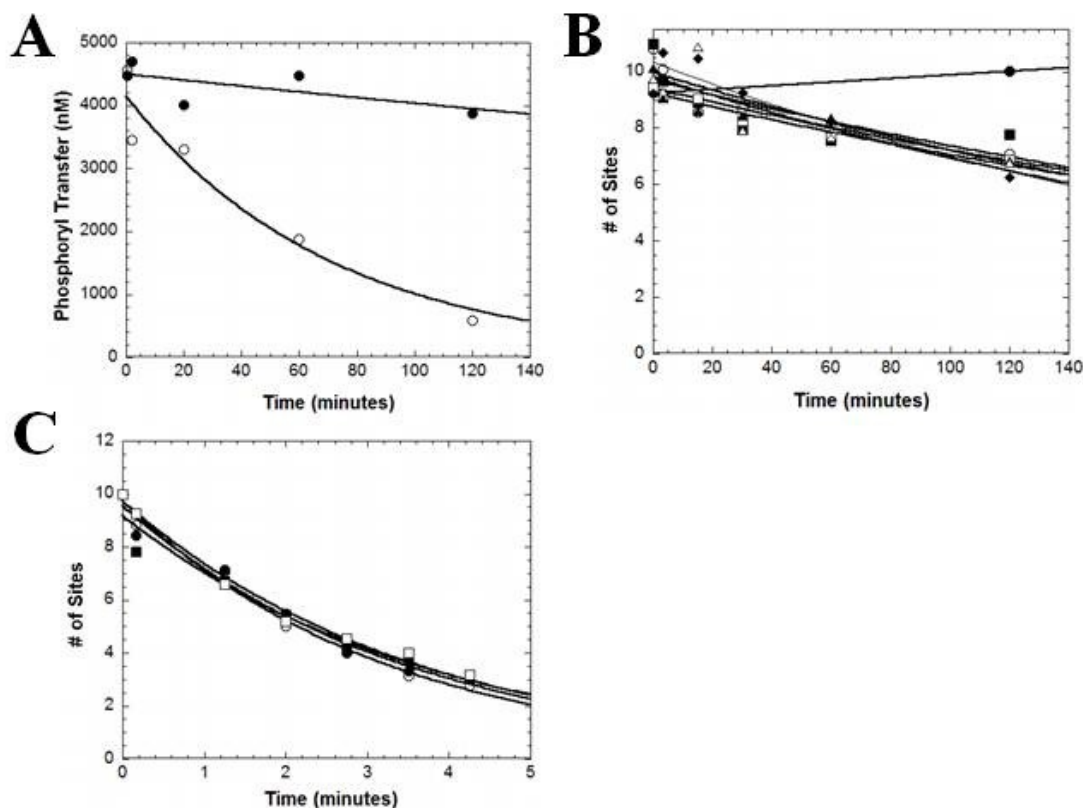 A
Phosphoryl Transfer (nM)
5000
4000
3000
2000
1000
0
0 20 40 60 80 100 120 140
Time (minutes)
B
# of Sites
10
8
6
4
2
0
0 20 40 60 80 100 120 140
Time (minutes)
C
# of Sites
12
10
8
6
4
2
0
0 1 2 3 4 5
Time (minutes)